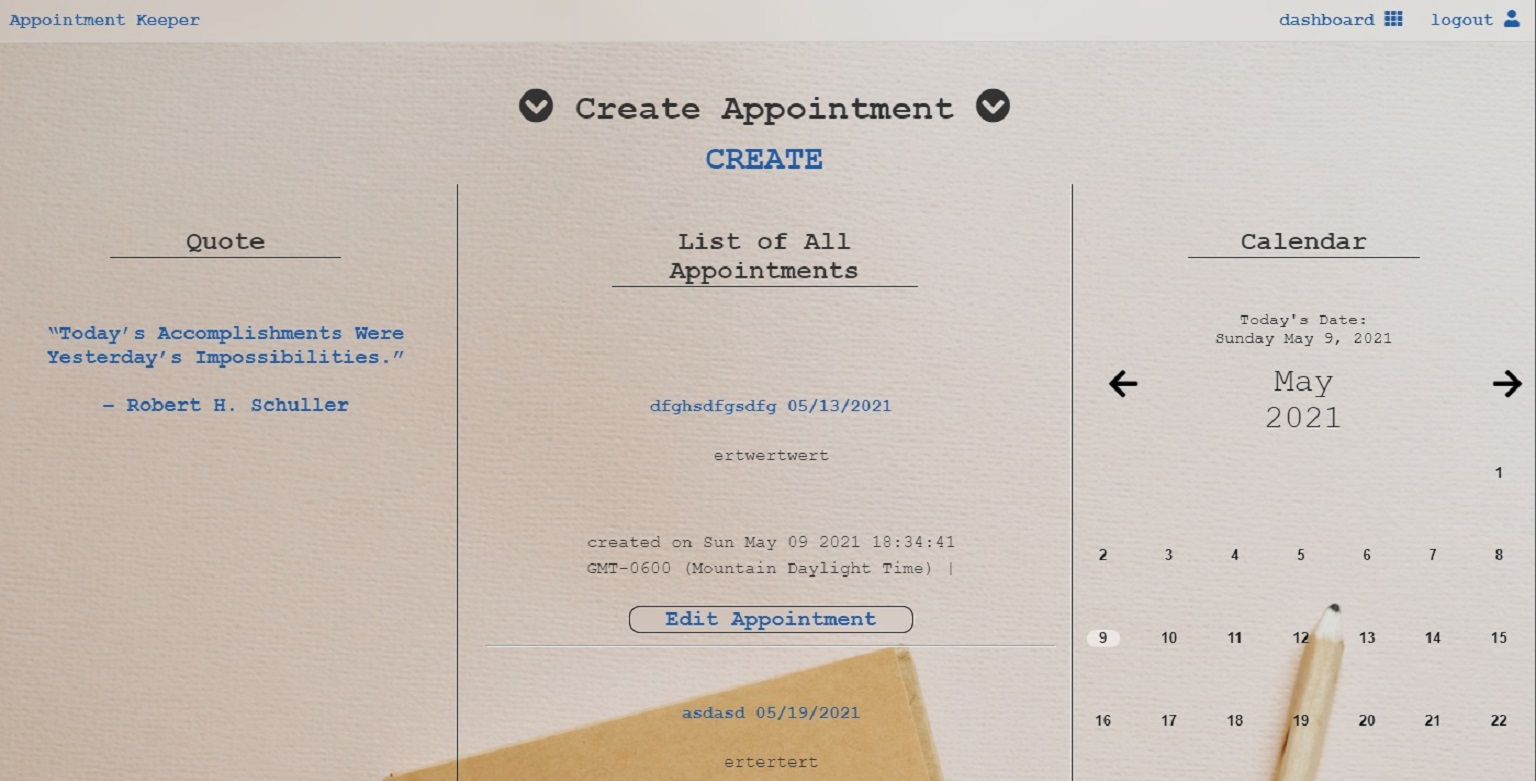 Appointment Keeper
dashboard
logout
Create Appointment
CREATE
Quote
“Today’s Accomplishments Were
Yesterday’s Impossibilities.”
– Robert H. Schuller
List of All
Appointments
dfghsdfgsdfg 05/13/2021
ertwertwert
created on Sun May 09 2021 18:34:41
GMT-0600 (Mountain Daylight Time) |
Edit Appointment
asdasd 05/19/2021
ertertert
Calendar
Today's Date:
Sunday May 9, 2021
May
2021
1
2 3 4 5 6 7 8
9 10 11 12 13 14 15
16 17 18 19 20 21 22